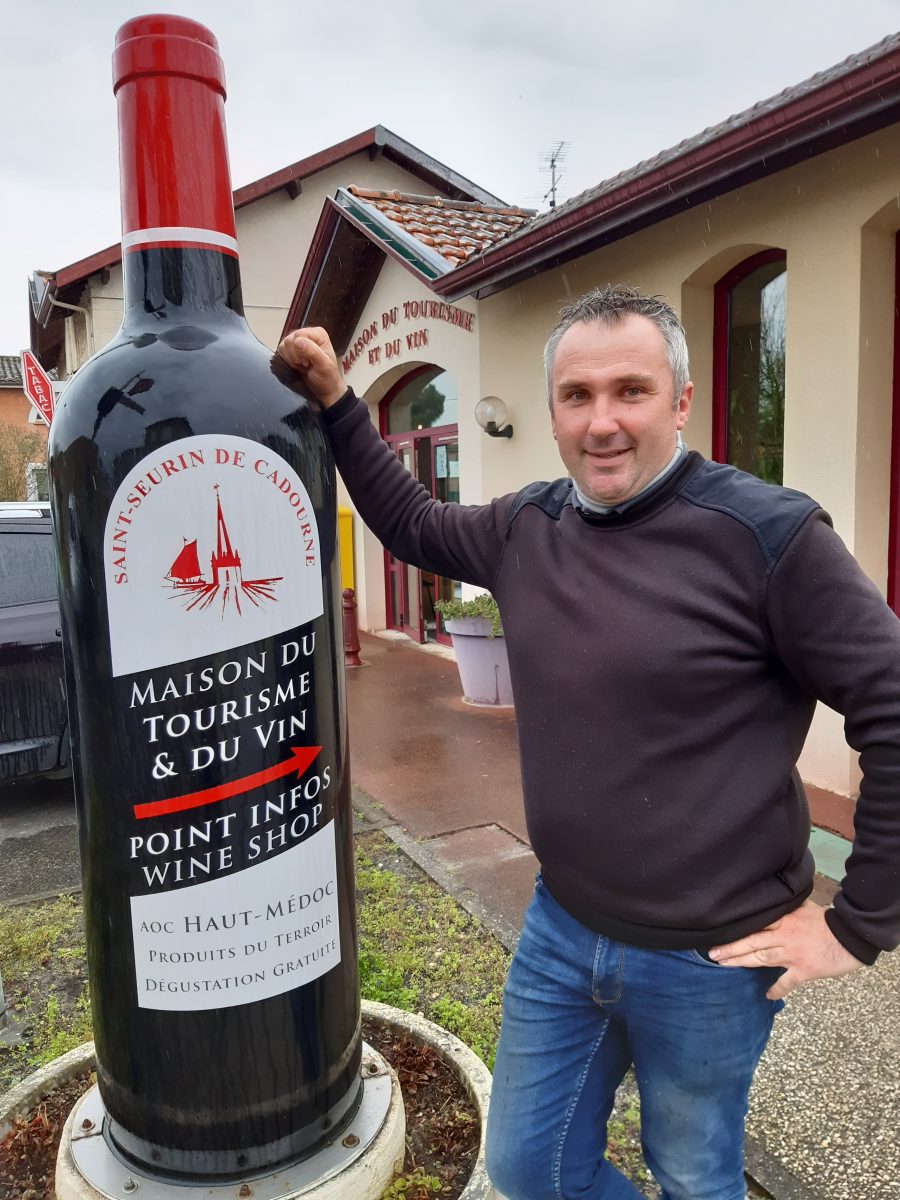 MAISON DU TOURISME
ET DU VIN
TABAC
SAINT-SEURIN DE CADOURNE
MAISON DU
TOURISME
& DU VIN
POINT INFOS
WINE SHOP
AOC HAUT-MÉDOC
PRODUITS DU TERROIR
DÉGUSTATION GRATUITE